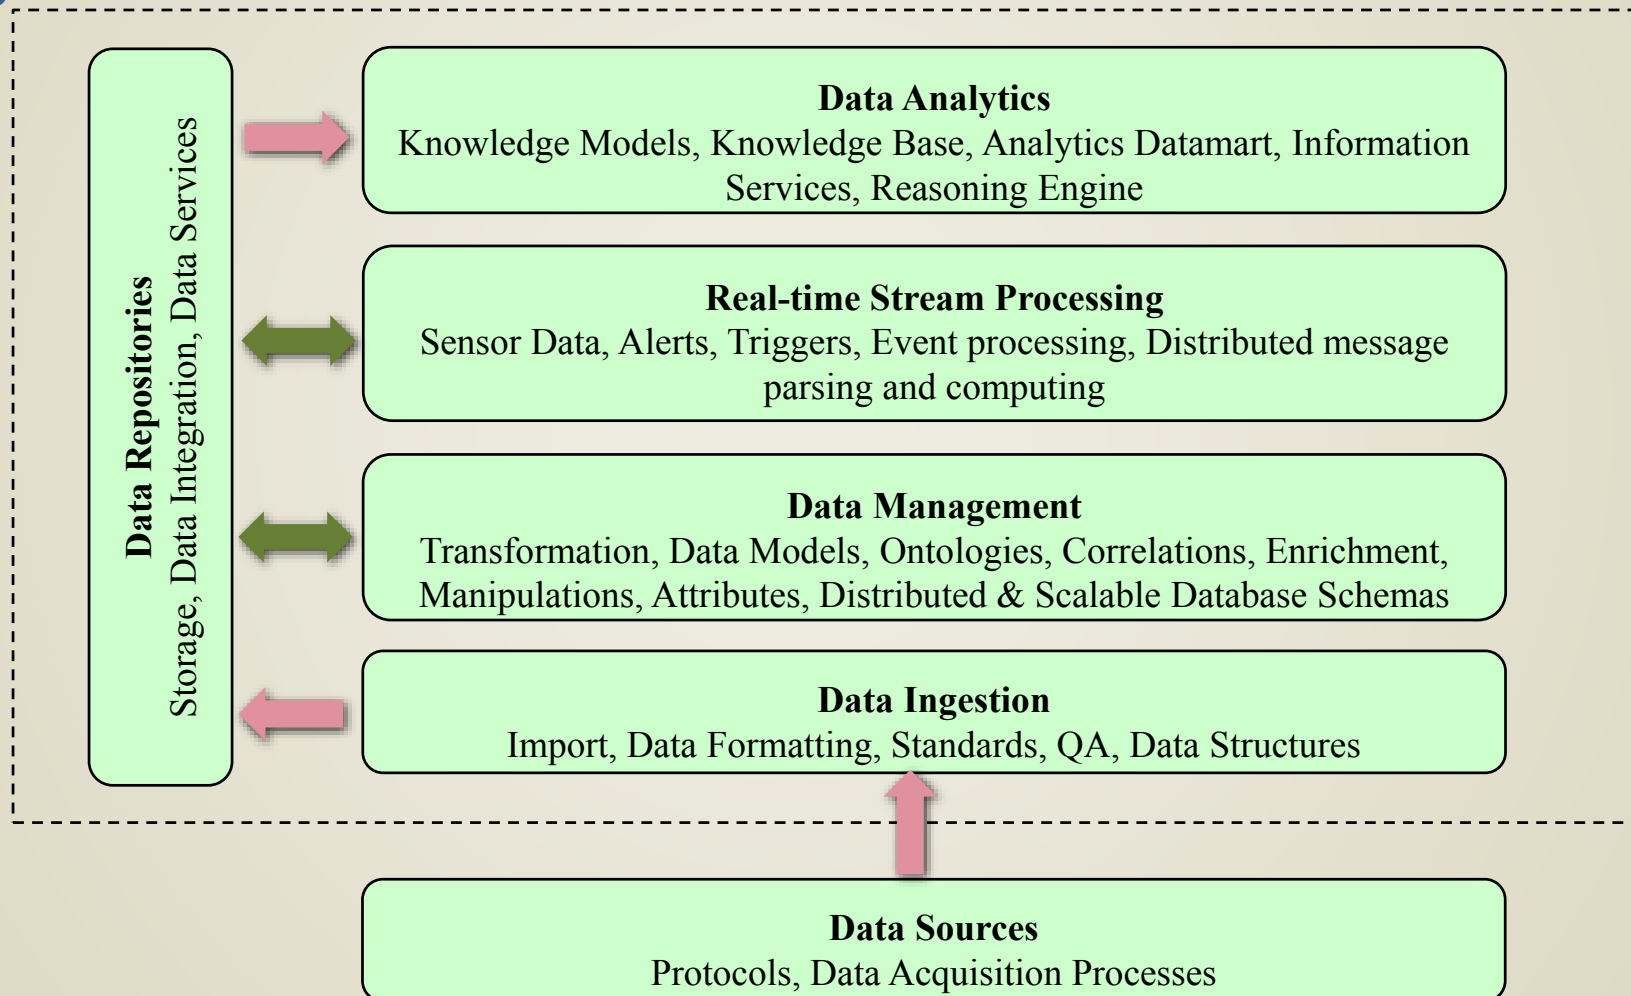 Data Repositories
Storage, Data Integration, Data Services
Data Analytics
Knowledge Models, Knowledge Base, Analytics Datamart, Information
Services, Reasoning Engine
Real-time Stream Processing
Sensor Data, Alerts, Triggers, Event processing, Distributed message
parsing and computing
Data Management
Transformation, Data Models, Ontologies, Correlations, Enrichment,
Manipulations, Attributes, Distributed & Scalable Database Schemas
Data Ingestion
Import, Data Formatting, Standards, QA, Data Structures
Data Sources
Protocols, Data Acquisition Processes